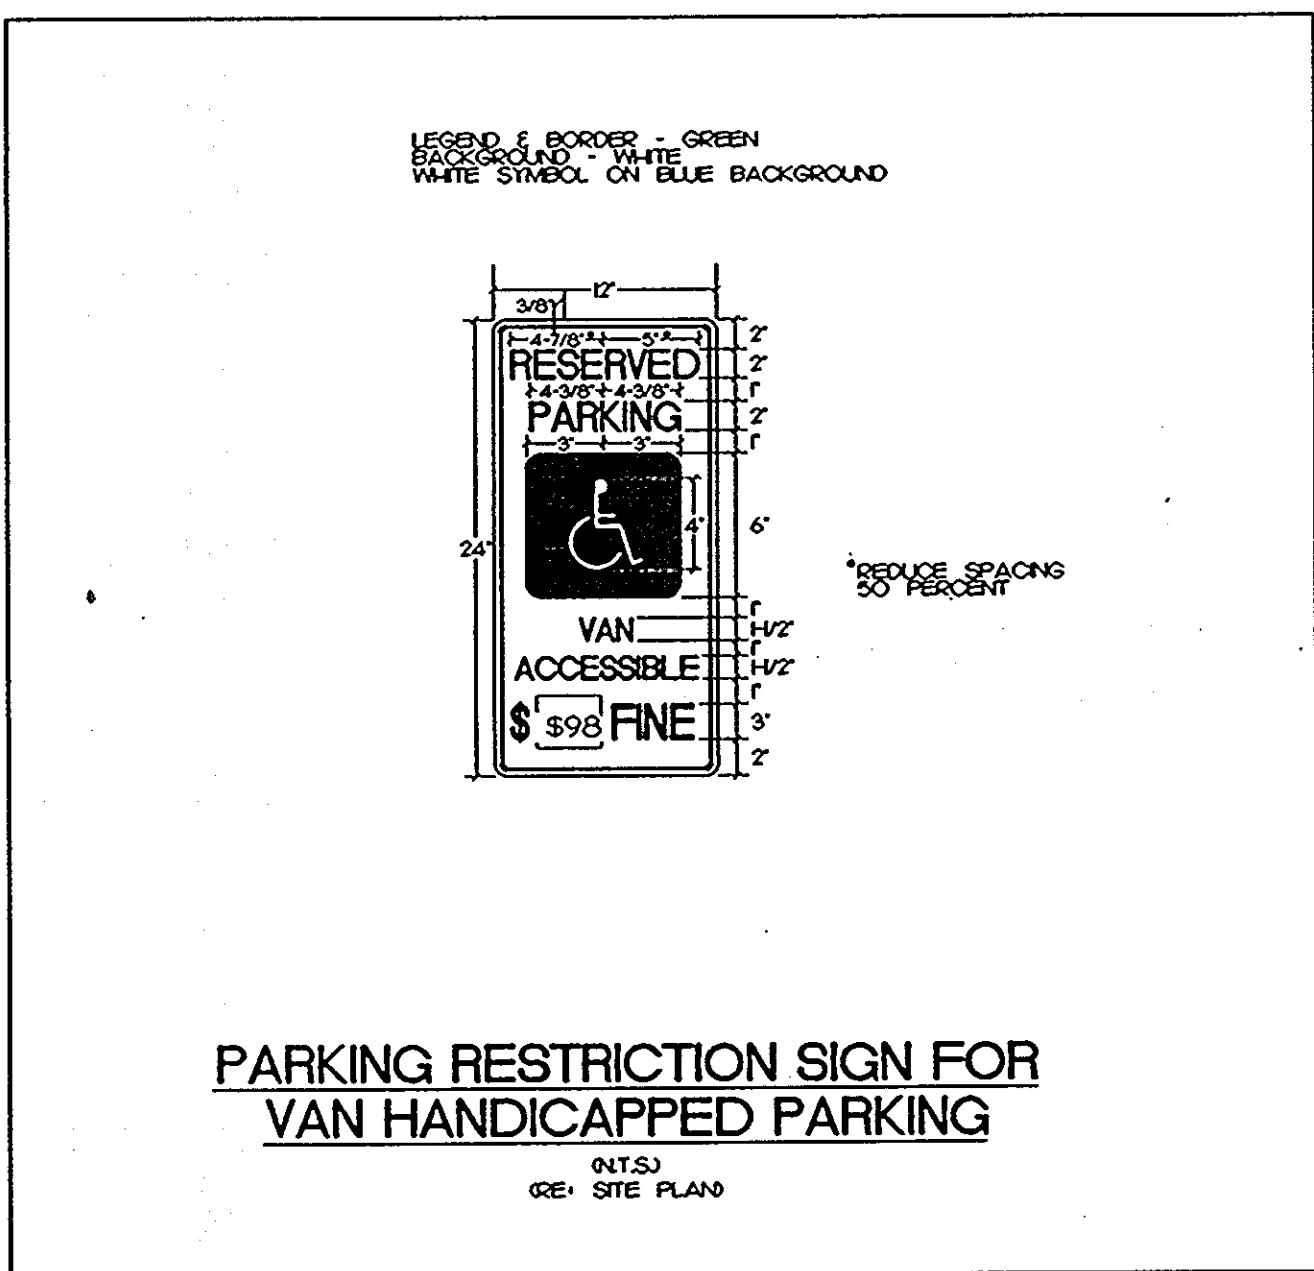 LEGEND & BORDER - GREEN
BACKGROUND - WHITE
WHITE SYMBOL ON BLUE BACKGROUND
12"
3/8"
4-7/8"* 5"*
2"
RESERVED
2"
4-3/8" 4-3/8"
1"
PARKING
2"
3" 3"
1"
24"
4"
6"
*REDUCE SPACING
50 PERCENT
1"
VAN
1-1/2"
1"
ACCESSIBLE
1-1/2"
1"
$ $98 FINE
3"
2"
PARKING RESTRICTION SIGN FOR
VAN HANDICAPPED PARKING
(N.T.S.)
(RE: SITE PLAN)